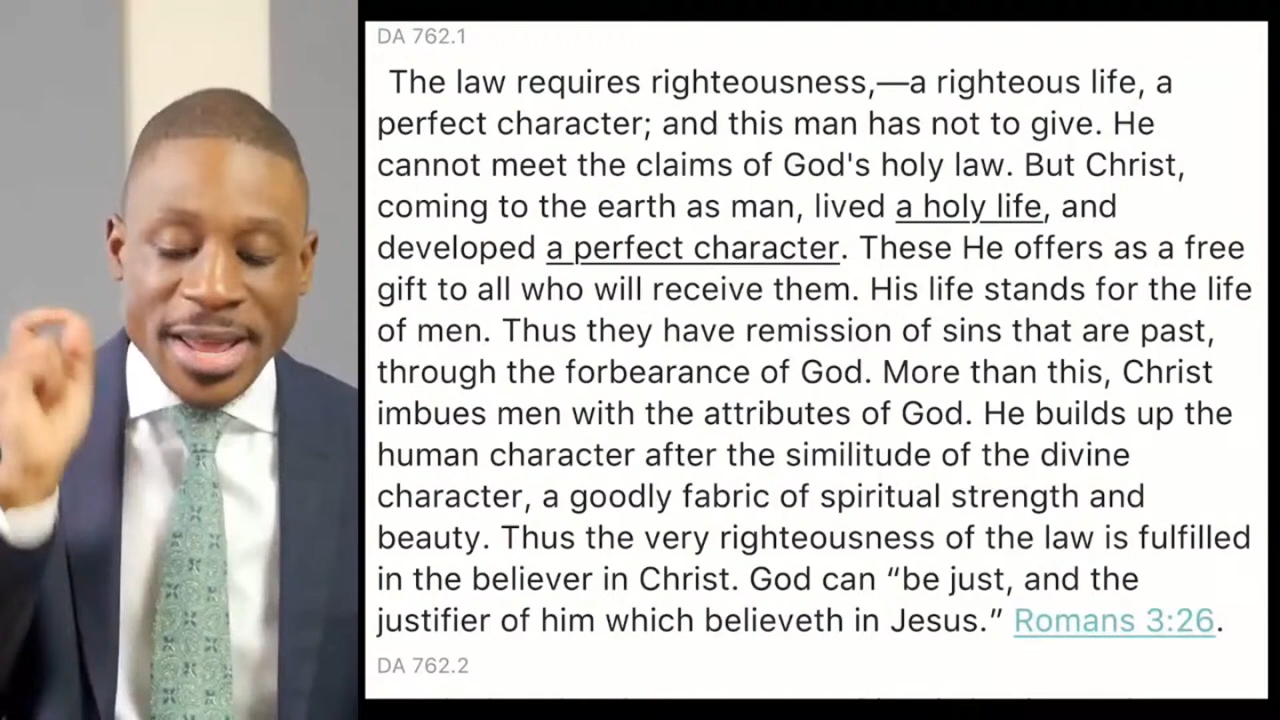 DA 762.1
The law requires righteousness,—a righteous life, a
perfect character; and this man has not to give. He
cannot meet the claims of God's holy law. But Christ,
coming to the earth as man, lived a holy life, and
developed a perfect character. These He offers as a free
gift to all who will receive them. His life stands for the life
of men. Thus they have remission of sins that are past,
through the forbearance of God. More than this, Christ
imbues men with the attributes of God. He builds up the
human character after the similitude of the divine
character, a goodly fabric of spiritual strength and
beauty. Thus the very righteousness of the law is fulfilled
in the believer in Christ. God can “be just, and the
justifier of him which believeth in Jesus.” Romans 3:26.
DA 762.2